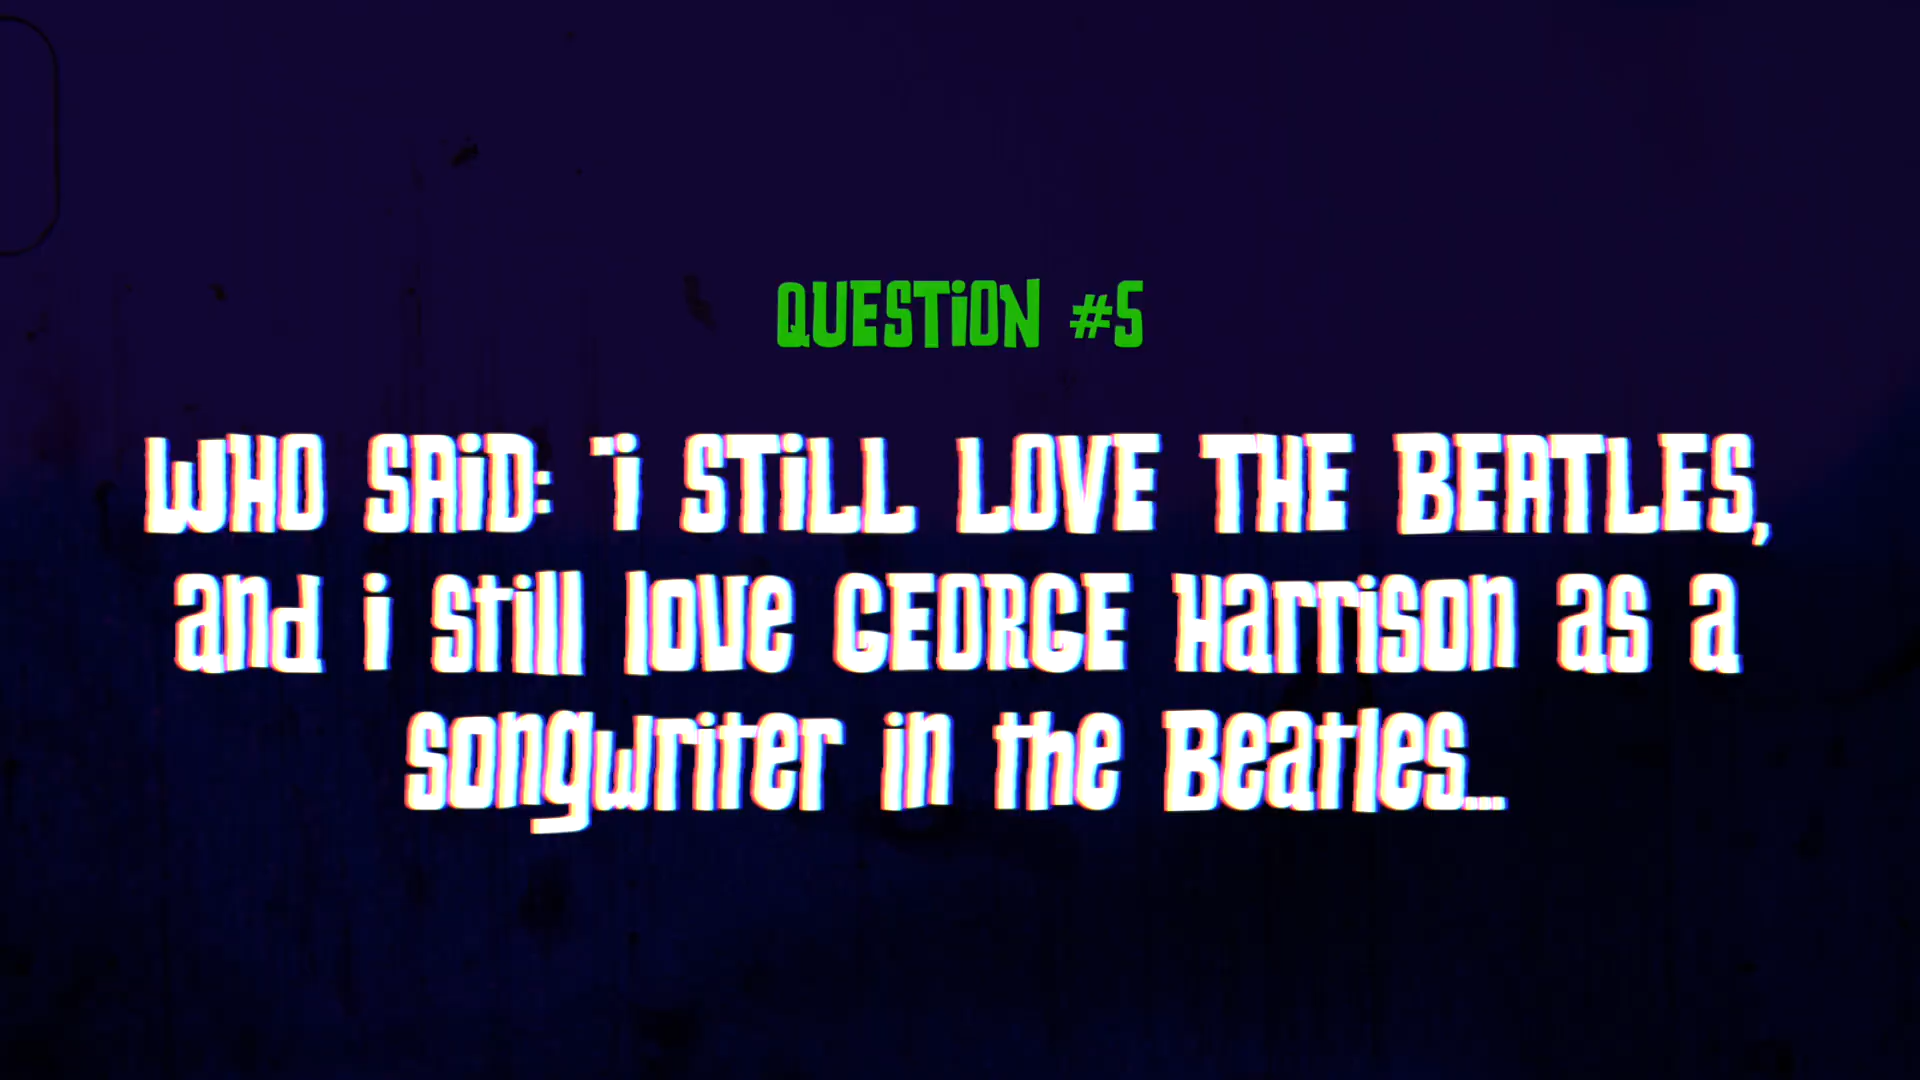 QUESTION #5
WHO SAID: "I STILL LOVE THE BEATLES,
and i still love GEORGE Harrison as a
songwriter in the Beatles...